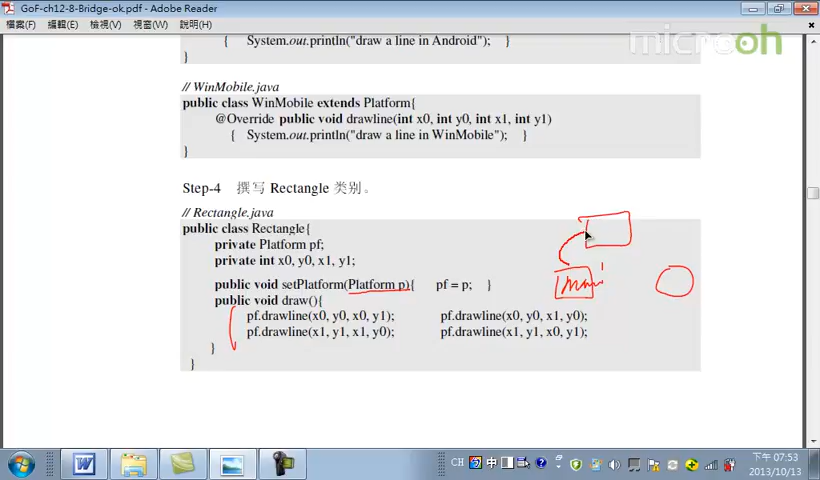 GoF-ch12-8-Bridge-ok.pdf - Adobe Reader
檔案(F) 編輯(E) 檢視(V) 視窗(W) 說明(H)
microoh
{ System.out.println("draw a line in Android"); }
}
// WinMobile.java
public class WinMobile extends Platform{
@Override public void drawline(int x0, int y0, int x1, int y1)
{ System.out.println("draw a line in WinMobile"); }
}
Step-4 撰写 Rectangle 类别。
// Rectangle.java
public class Rectangle{
private Platform pf;
private int x0, y0, x1, y1;
public void setPlatform(Platform p){ pf = p; }
public void draw(){
pf.drawline(x0, y0, x0, y1); pf.drawline(x0, y0, x1, y0);
pf.drawline(x1, y1, x1, y0); pf.drawline(x1, y1, x0, y1);
}
}
main
CH 中
下午 07:53
2013/10/13